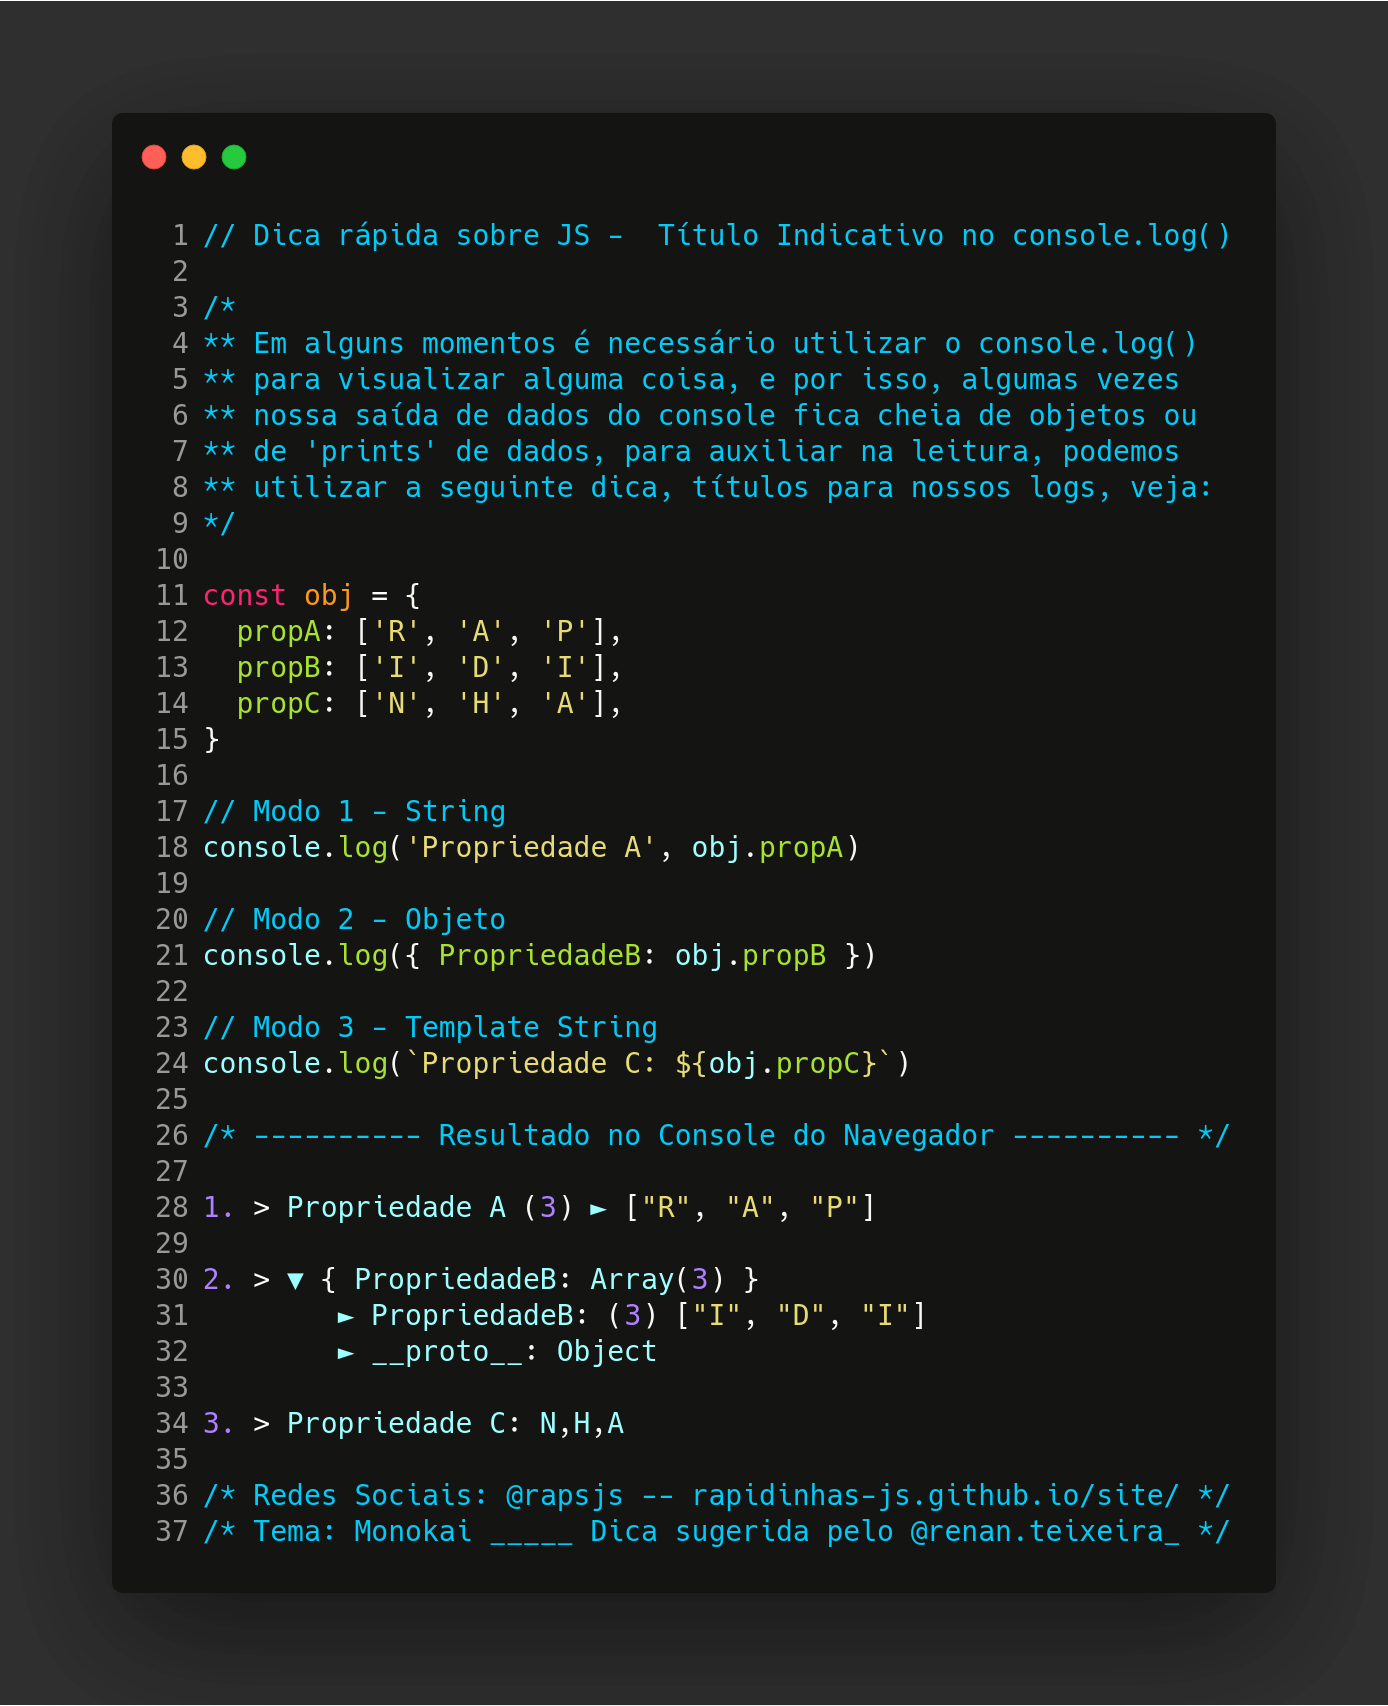 1 // Dica rápida sobre JS -  Título Indicativo no console.log()
2
3 /*
4 ** Em alguns momentos é necessário utilizar o console.log()
5 ** para visualizar alguma coisa, e por isso, algumas vezes
6 ** nossa saída de dados do console fica cheia de objetos ou
7 ** de 'prints' de dados, para auxiliar na leitura, podemos
8 ** utilizar a seguinte dica, títulos para nossos logs, veja:
9 */
10
11 const obj = {
12   propA: ['R', 'A', 'P'],
13   propB: ['I', 'D', 'I'],
14   propC: ['N', 'H', 'A'],
15 }
16
17 // Modo 1 - String
18 console.log('Propriedade A', obj.propA)
19
20 // Modo 2 - Objeto
21 console.log({ PropriedadeB: obj.propB })
22
23 // Modo 3 - Template String
24 console.log(`Propriedade C: ${obj.propC}`)
25
26 /* ---------- Resultado no Console do Navegador ---------- */
27
28 1. > Propriedade A (3) ► ["R", "A", "P"]
29
30 2. > ▼ { PropriedadeB: Array(3) }
31         ► PropriedadeB: (3) ["I", "D", "I"]
32         ► __proto__: Object
33
34 3. > Propriedade C: N,H,A
35
36 /* Redes Sociais: @rapsjs -- rapidinhas-js.github.io/site/ */
37 /* Tema: Monokai _____ Dica sugerida pelo @renan.teixeira_ */